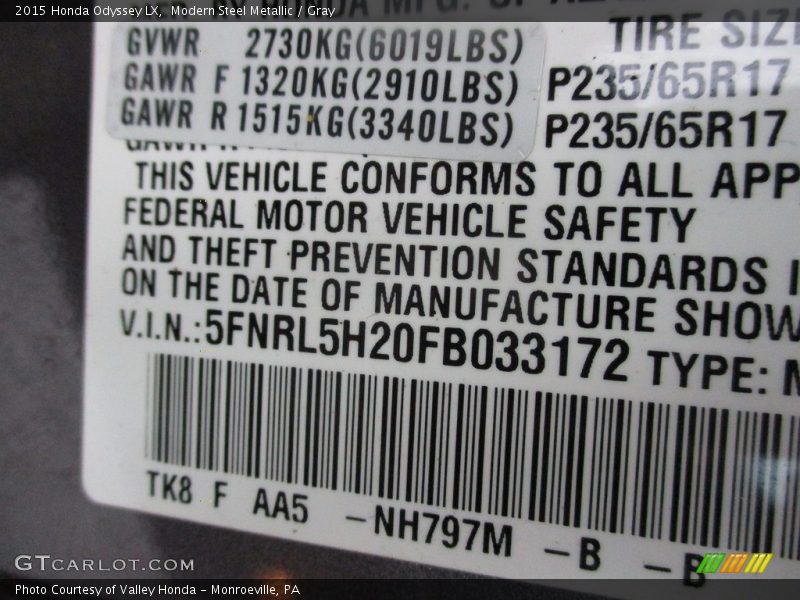 2015 Honda Odyssey LX, Modern Steel Metallic / Gray
MFG.
TIRE
GVWR 2730KG(6019LBS)
GAWR F 1320KG(2910LBS) P235/65R17
GAWR R 1515KG(3340LBS) P235/65R17
THIS VEHICLE CONFORMS TO ALL APP
FEDERAL MOTOR VEHICLE SAFETY
AND THEFT PREVENTION STANDARDS
ON THE DATE OF MANUFACTURE SHOW
V.I.N.:5FNRL5H20FB033172 TYPE:
TK8 F AA5 -NH797M -B -B
GTCARLOT.COM
Photo Courtesy of Valley Honda - Monroeville, PA